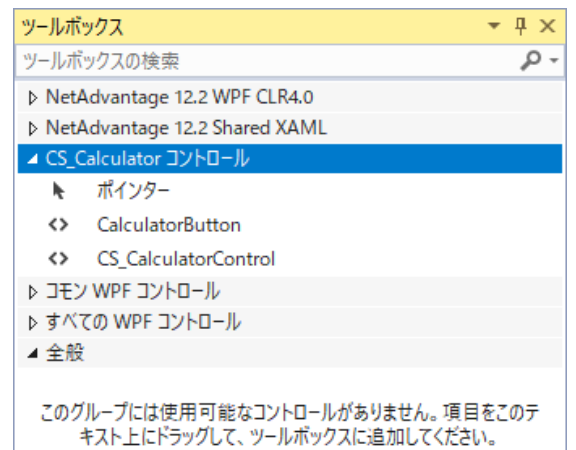 ツールボックス
ツールボックスの検索
NetAdvantage 12.2 WPF CLR4.0
NetAdvantage 12.2 Shared XAML
CS_Calculator コントロール
ポインター
CalculatorButton
CS_CalculatorControl
コモン WPF コントロール
すべての WPF コントロール
全般
このグループには使用可能なコントロールがありません。項目をこのテ
キスト上にドラッグして、ツールボックスに追加してください。